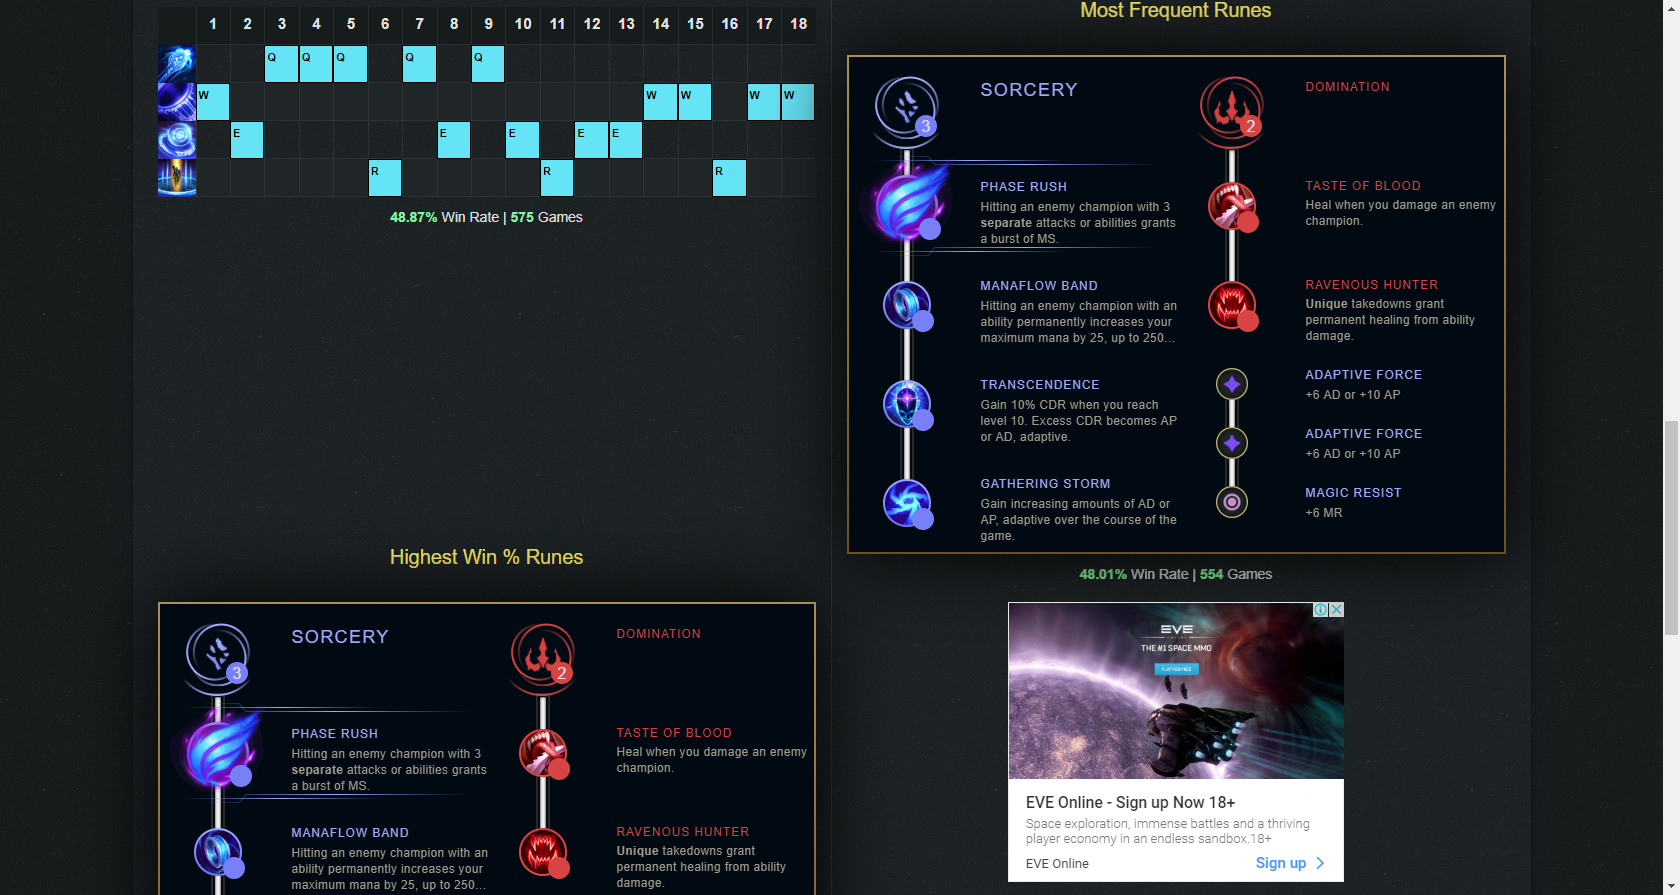 1 2 3 4 5 6 7 8 9 10 11 12 13 14 15 16 17 18
Q Q Q Q Q
W W W W W
E E E E E
R R R
48.87% Win Rate | 575 Games
Highest Win % Runes
3
SORCERY
2
DOMINATION
PHASE RUSH
Hitting an enemy champion with 3
separate attacks or abilities grants
a burst of MS.
TASTE OF BLOOD
Heal when you damage an enemy
champion.
MANAFLOW BAND
Hitting an enemy champion with an
ability permanently increases your
maximum mana by 25, up to 250...
RAVENOUS HUNTER
Unique takedowns grant
permanent healing from ability
damage.
Most Frequent Runes
3
SORCERY
2
DOMINATION
PHASE RUSH
Hitting an enemy champion with 3
separate attacks or abilities grants
a burst of MS.
TASTE OF BLOOD
Heal when you damage an enemy
champion.
MANAFLOW BAND
Hitting an enemy champion with an
ability permanently increases your
maximum mana by 25, up to 250...
RAVENOUS HUNTER
Unique takedowns grant
permanent healing from ability
damage.
TRANSCENDENCE
Gain 10% CDR when you reach
level 10. Excess CDR becomes AP
or AD, adaptive.
ADAPTIVE FORCE
+6 AD or +10 AP
ADAPTIVE FORCE
+6 AD or +10 AP
GATHERING STORM
Gain increasing amounts of AD or
AP, adaptive over the course of the
game.
MAGIC RESIST
+6 MR
48.01% Win Rate | 554 Games
EVE
THE #1 SPACE MMO
PLAY FOR FREE
EVE Online - Sign up Now 18+
Space exploration, immense battles and a thriving
player economy in an endless sandbox.18+
EVE Online
Sign up